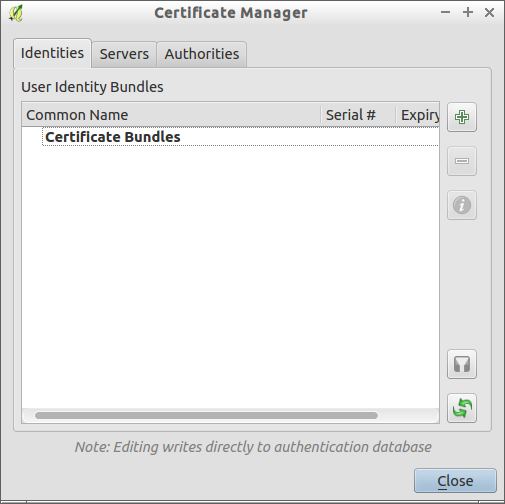 Certificate Manager
Identities Servers Authorities
User Identity Bundles
Common Name Serial # Expiry
Certificate Bundles
Note: Editing writes directly to authentication database
Close